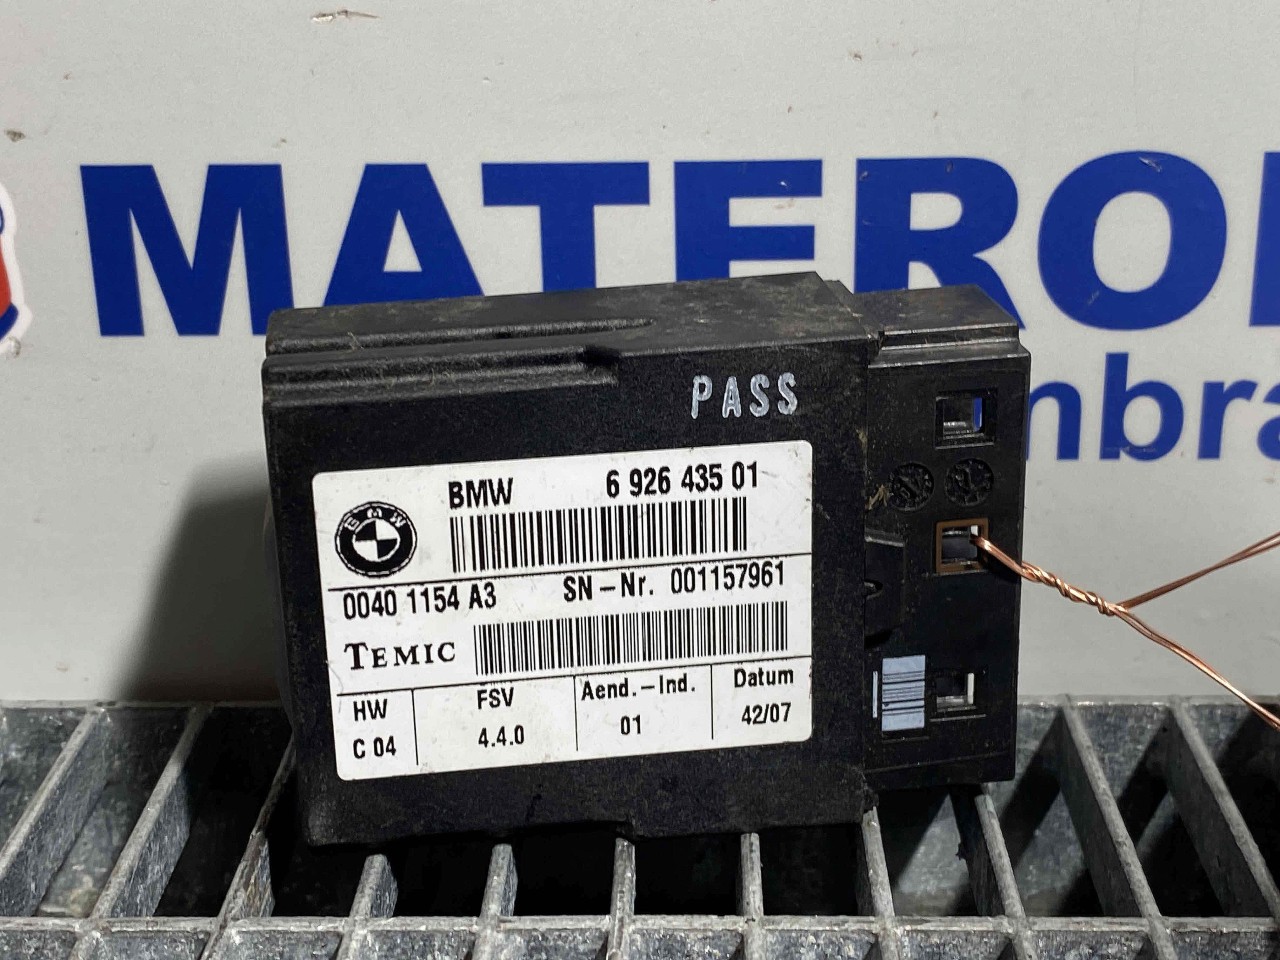 MATERO
mbra
PASS
BMW 6 926 435 01
BMW
0040 1154 A3 SN-Nr. 001157961
TEMIC
HW FSV Aend.-Ind. Datum
C 04 4.4.0 01 42/07